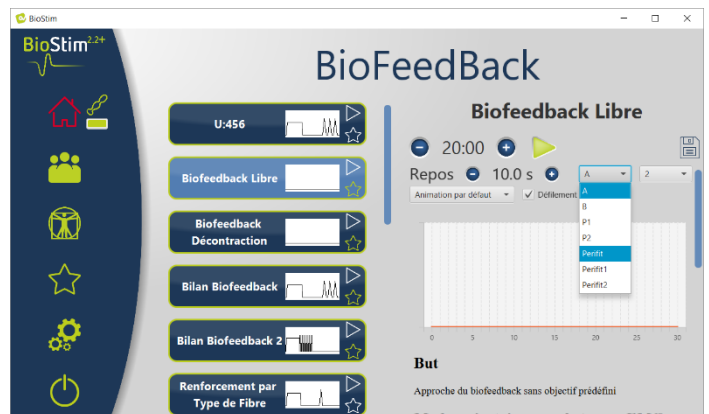 BioStim
BioStim2.2+
BioFeedBack
U:456
Biofeedback Libre
Biofeedback
Décontraction
Bilan Biofeedback
Bilan Biofeedback 2
Renforcement par
Type de Fibre
Biofeedback Libre
20:00
Repos 10.0 s A 2
Animation par défaut Défilement
A
B
P1
P2
Perifit
Perifit1
Perifit2
0 5 10 15 20 25 30
But
Approche du biofeedback sans objectif prédéfini